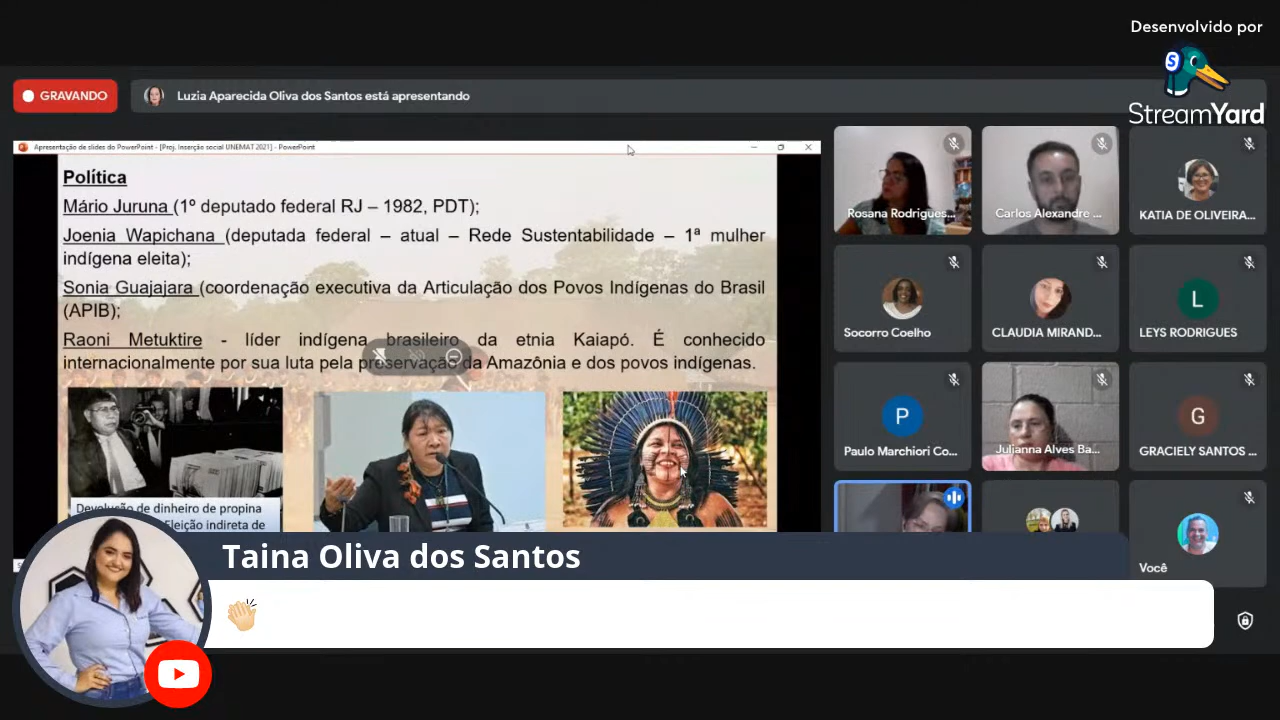 Desenvolvido por
StreamYard
GRAVANDO
Luzia Aparecida Oliva dos Santos está apresentando
Apresentação de slides do PowerPoint - [Proj. Inserção social UNEMAT 2021] - PowerPoint
Política
Mário Juruna (1º deputado federal RJ – 1982, PDT);
Joenia Wapichana (deputada federal – atual – Rede Sustentabilidade – 1ª mulher
indígena eleita);
Sonia Guajajara (coordenação executiva da Articulação dos Povos Indígenas do Brasil
(APIB);
Raoni Metuktire - líder indígena brasileiro da etnia Kaiapó. É conhecido
internacionalmente por sua luta pela preservação da Amazônia e dos povos indígenas.
Devolução de dinheiro de propina
Eleição indireta de
Rosana Rodrigues...
Carlos Alexandre ...
KATIA DE OLIVEIRA...
Socorro Coelho
CLAUDIA MIRAND...
L
LEYS RODRIGUES
P
Paulo Marchiori Co...
Julianna Alves Ba...
G
GRACIELY SANTOS ...
Você
Taina Oliva dos Santos